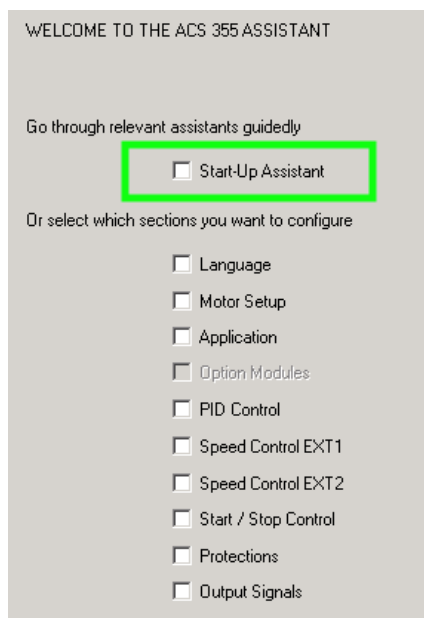 WELCOME TO THE ACS 355 ASSISTANT
Go through relevant assistants guidedly
Start-Up Assistant
Or select which sections you want to configure
Language
Motor Setup
Application
Option Modules
PID Control
Speed Control EXT1
Speed Control EXT2
Start / Stop Control
Protections
Output Signals